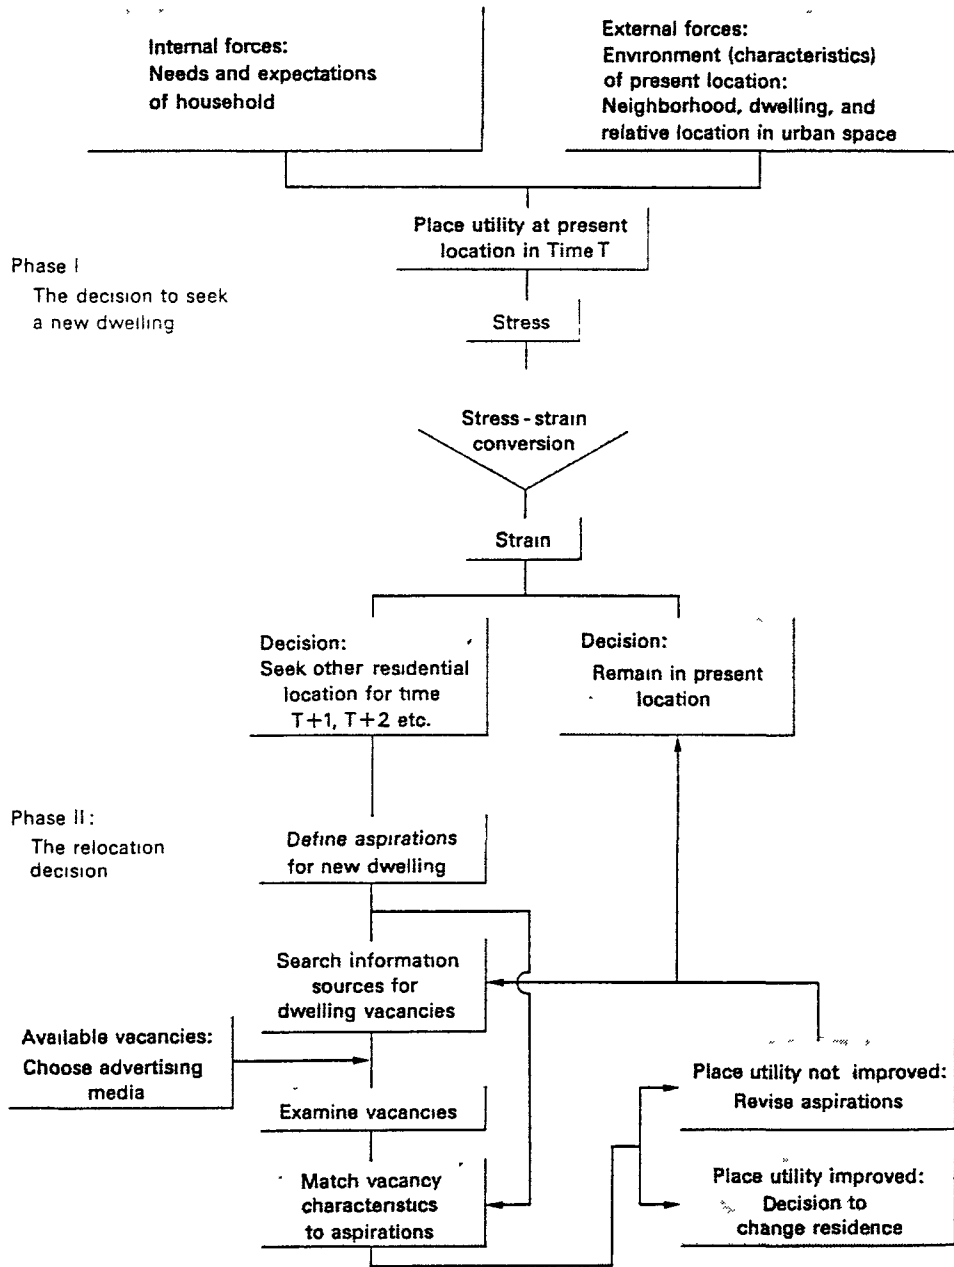 Internal forces:
Needs and expectations
of household
External forces:
Environment (characteristics)
of present location:
Neighborhood, dwelling, and
relative location in urban space
Place utility at present
location in Time T
Phase I
The decision to seek
a new dwelling
Stress
Stress-strain
conversion
Strain
Decision:
Seek other residential
location for time
T+1, T+2 etc.
Decision:
Remain in present
location
Phase II:
The relocation
decision
Define aspirations
for new dwelling
Search information
sources for
dwelling vacancies
Available vacancies:
Choose advertising
media
Examine vacancies
Match vacancy
characteristics
to aspirations
Place utility not improved:
Revise aspirations
Place utility improved:
Decision to
change residence